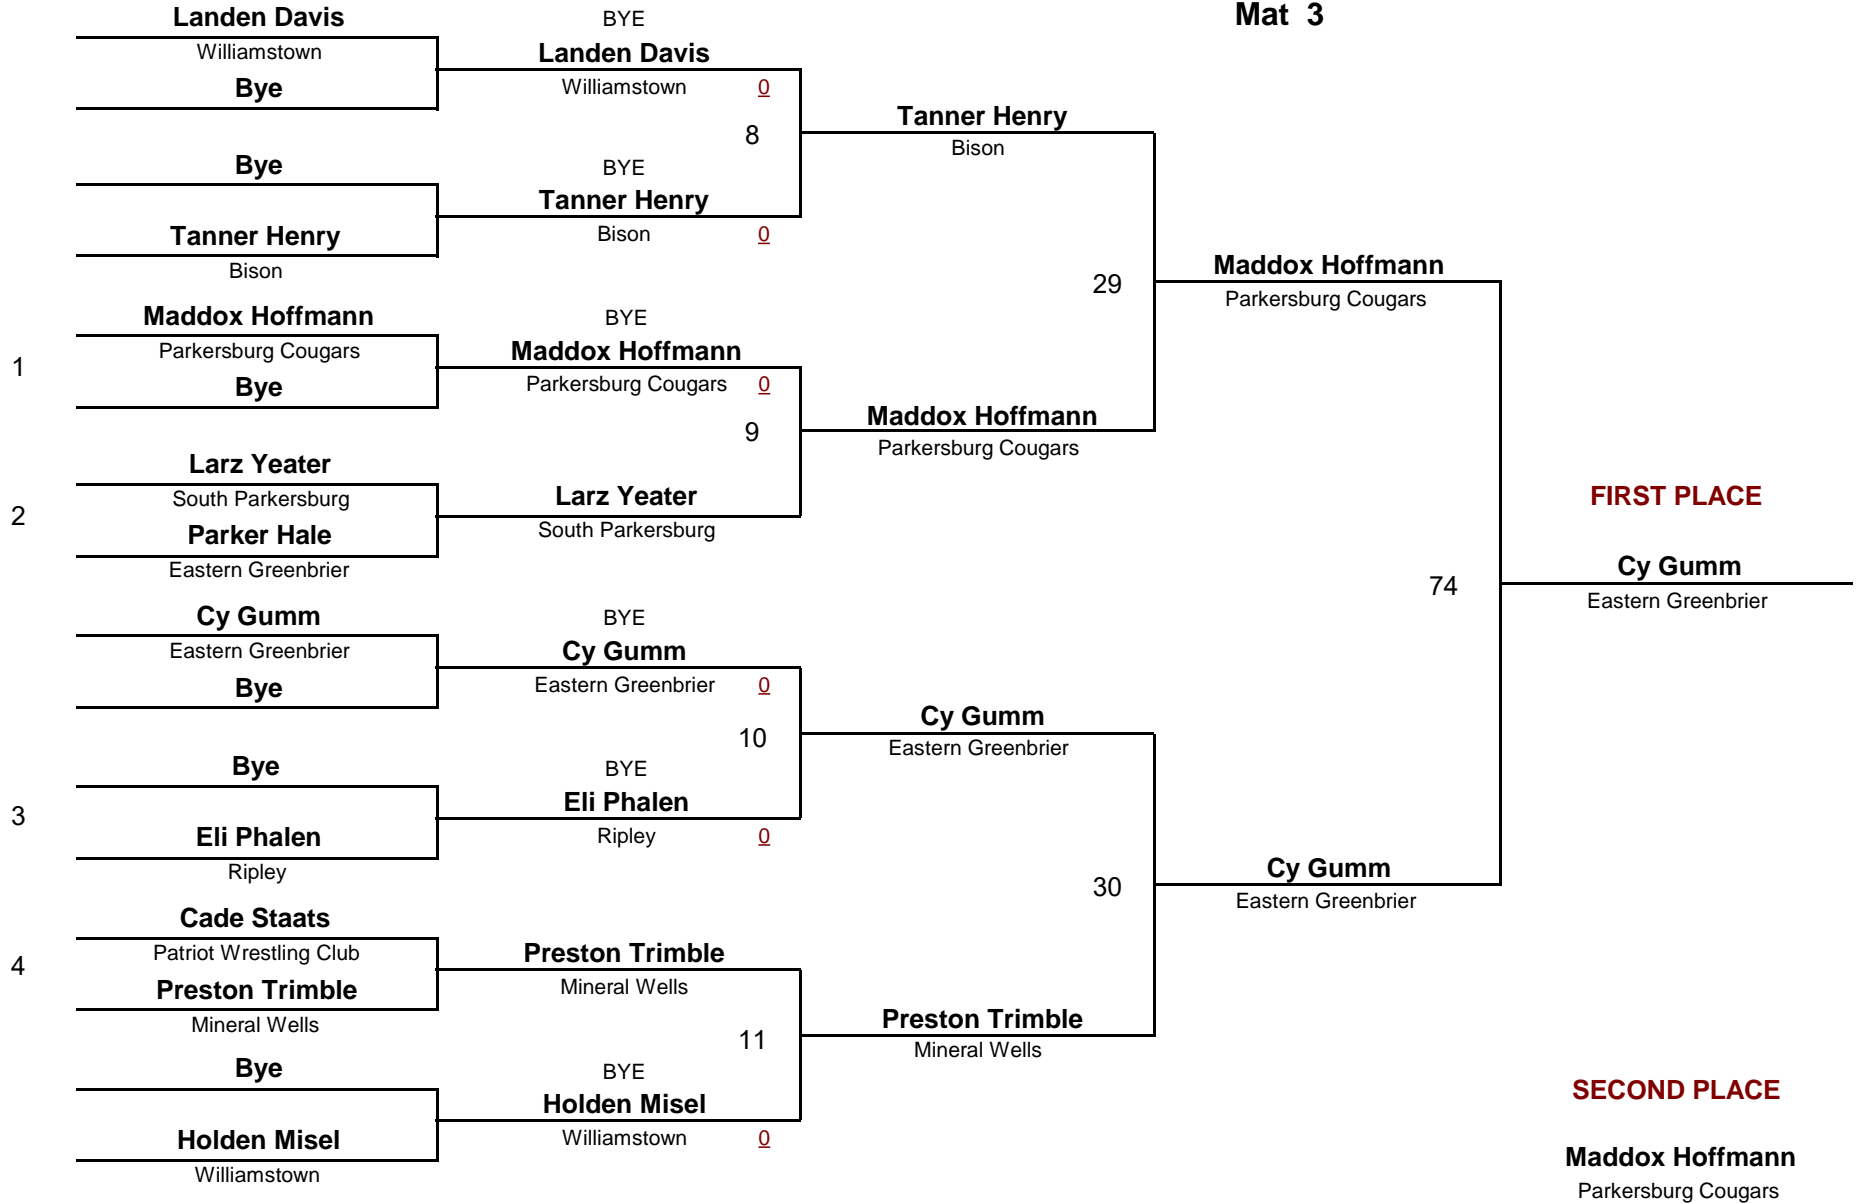 Mat 3
Landen Davis
Williamstown
Bye
Bye
Tanner Henry
Bison
1
Maddox Hoffmann
Parkersburg Cougars
Bye
2
Larz Yeater
South Parkersburg
Parker Hale
Eastern Greenbrier
Cy Gumm
Eastern Greenbrier
Bye
3
Bye
Eli Phalen
Ripley
4
Cade Staats
Patriot Wrestling Club
Preston Trimble
Mineral Wells
Bye
Holden Misel
Williamstown
BYE
Landen Davis
Williamstown 0
8
BYE
Tanner Henry
Bison 0
BYE
Maddox Hoffmann
Parkersburg Cougars 0
9
Larz Yeater
South Parkersburg
BYE
Cy Gumm
Eastern Greenbrier 0
10
BYE
Eli Phalen
Ripley 0
Preston Trimble
Mineral Wells
11
BYE
Holden Misel
Williamstown 0
Tanner Henry
Bison
29
Maddox Hoffmann
Parkersburg Cougars
Cy Gumm
Eastern Greenbrier
30
Preston Trimble
Mineral Wells
Maddox Hoffmann
Parkersburg Cougars
74
Cy Gumm
Eastern Greenbrier
FIRST PLACE
Cy Gumm
Eastern Greenbrier
SECOND PLACE
Maddox Hoffmann
Parkersburg Cougars